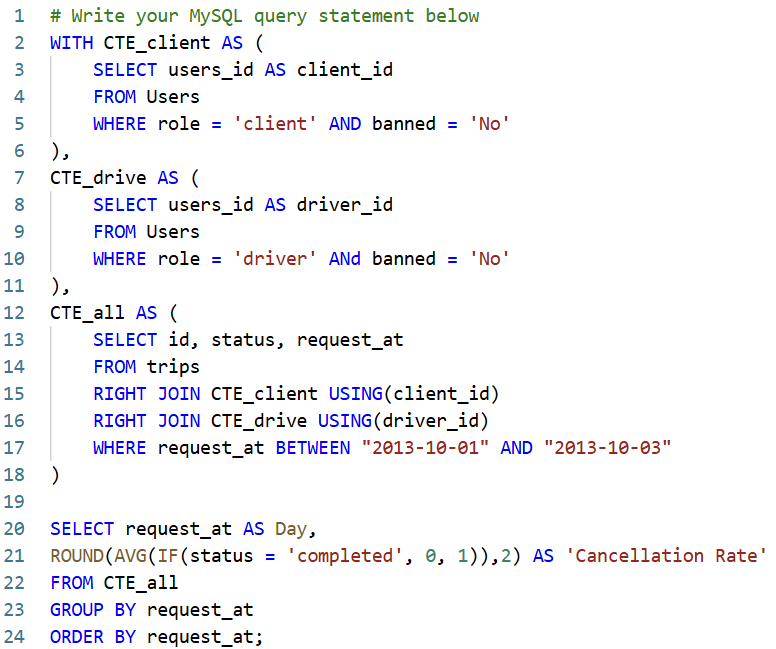 1 # Write your MySQL query statement below
2 WITH CTE_client AS (
3 SELECT users_id AS client_id
4 FROM Users
5 WHERE role = 'client' AND banned = 'No'
6 ),
7 CTE_drive AS (
8 SELECT users_id AS driver_id
9 FROM Users
10 WHERE role = 'driver' ANd banned = 'No'
11 ),
12 CTE_all AS (
13 SELECT id, status, request_at
14 FROM trips
15 RIGHT JOIN CTE_client USING(client_id)
16 RIGHT JOIN CTE_drive USING(driver_id)
17 WHERE request_at BETWEEN "2013-10-01" AND "2013-10-03"
18 )
19
20 SELECT request_at AS Day,
21 ROUND(AVG(IF(status = 'completed', 0, 1)),2) AS 'Cancellation Rate'
22 FROM CTE_all
23 GROUP BY request_at
24 ORDER BY request_at;